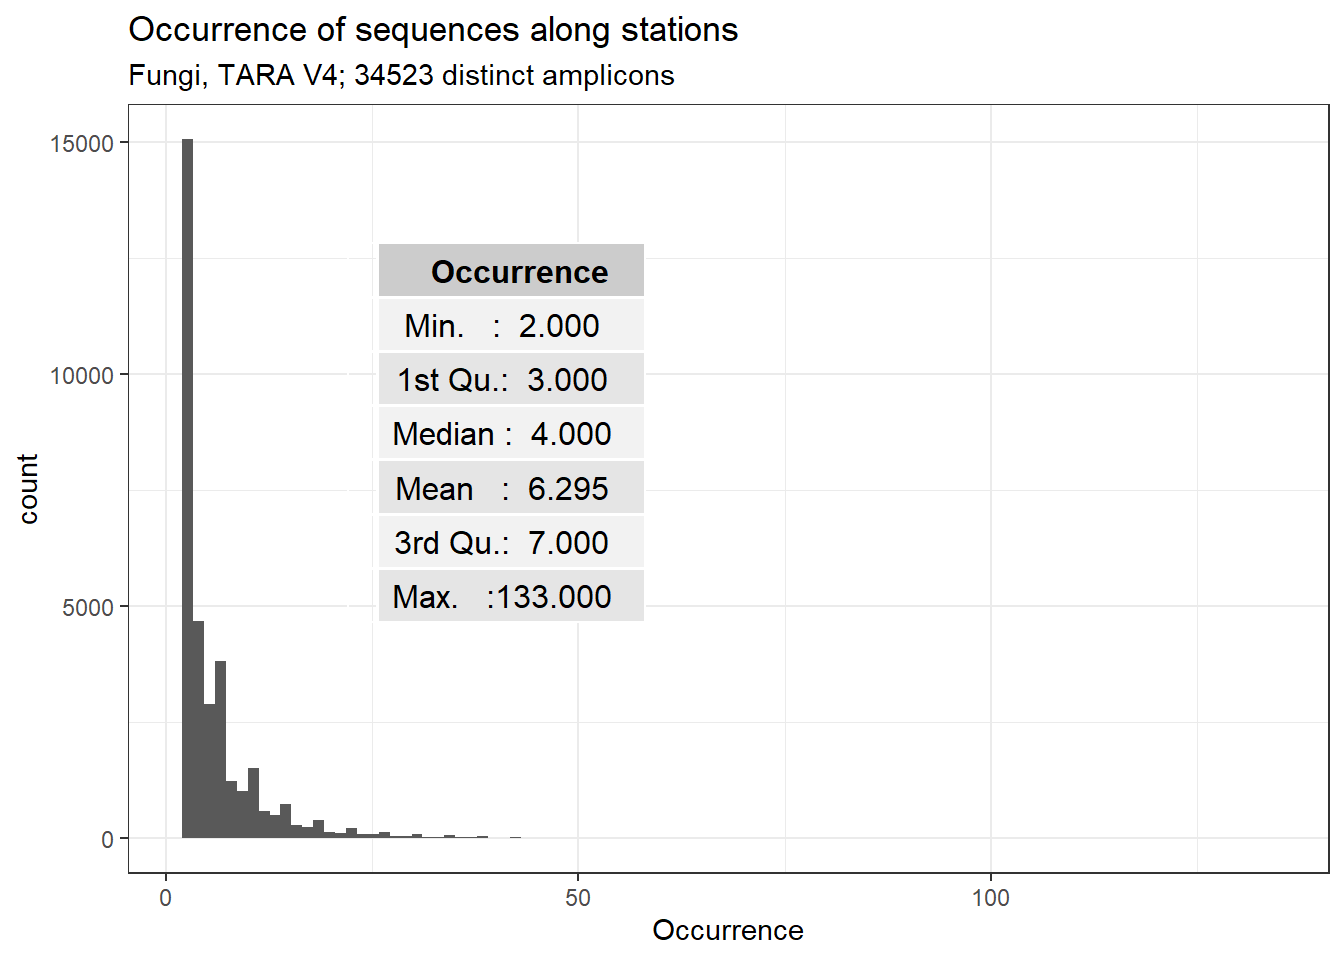 Occurrence of sequences along stations
Fungi, TARA V4; 34523 distinct amplicons
15000
10000
5000
0
count
Occurrence
Min. : 2.000
1st Qu.: 3.000
Median : 4.000
Mean : 6.295
3rd Qu.: 7.000
Max. :133.000
0 50 100
Occurrence